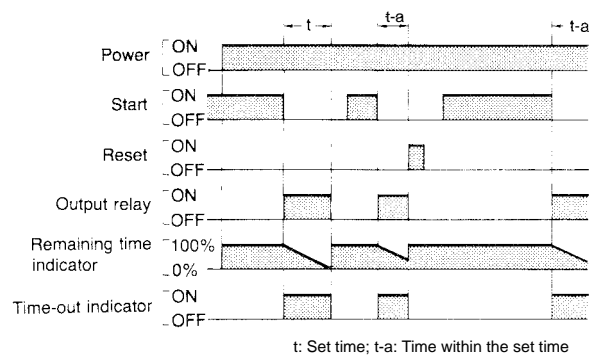 t
t-a
t-a
Power
ON
OFF
Start
ON
OFF
Reset
ON
OFF
Output relay
ON
OFF
Remaining time
indicator
100%
0%
Time-out indicator
ON
OFF
t: Set time; t-a: Time within the set time